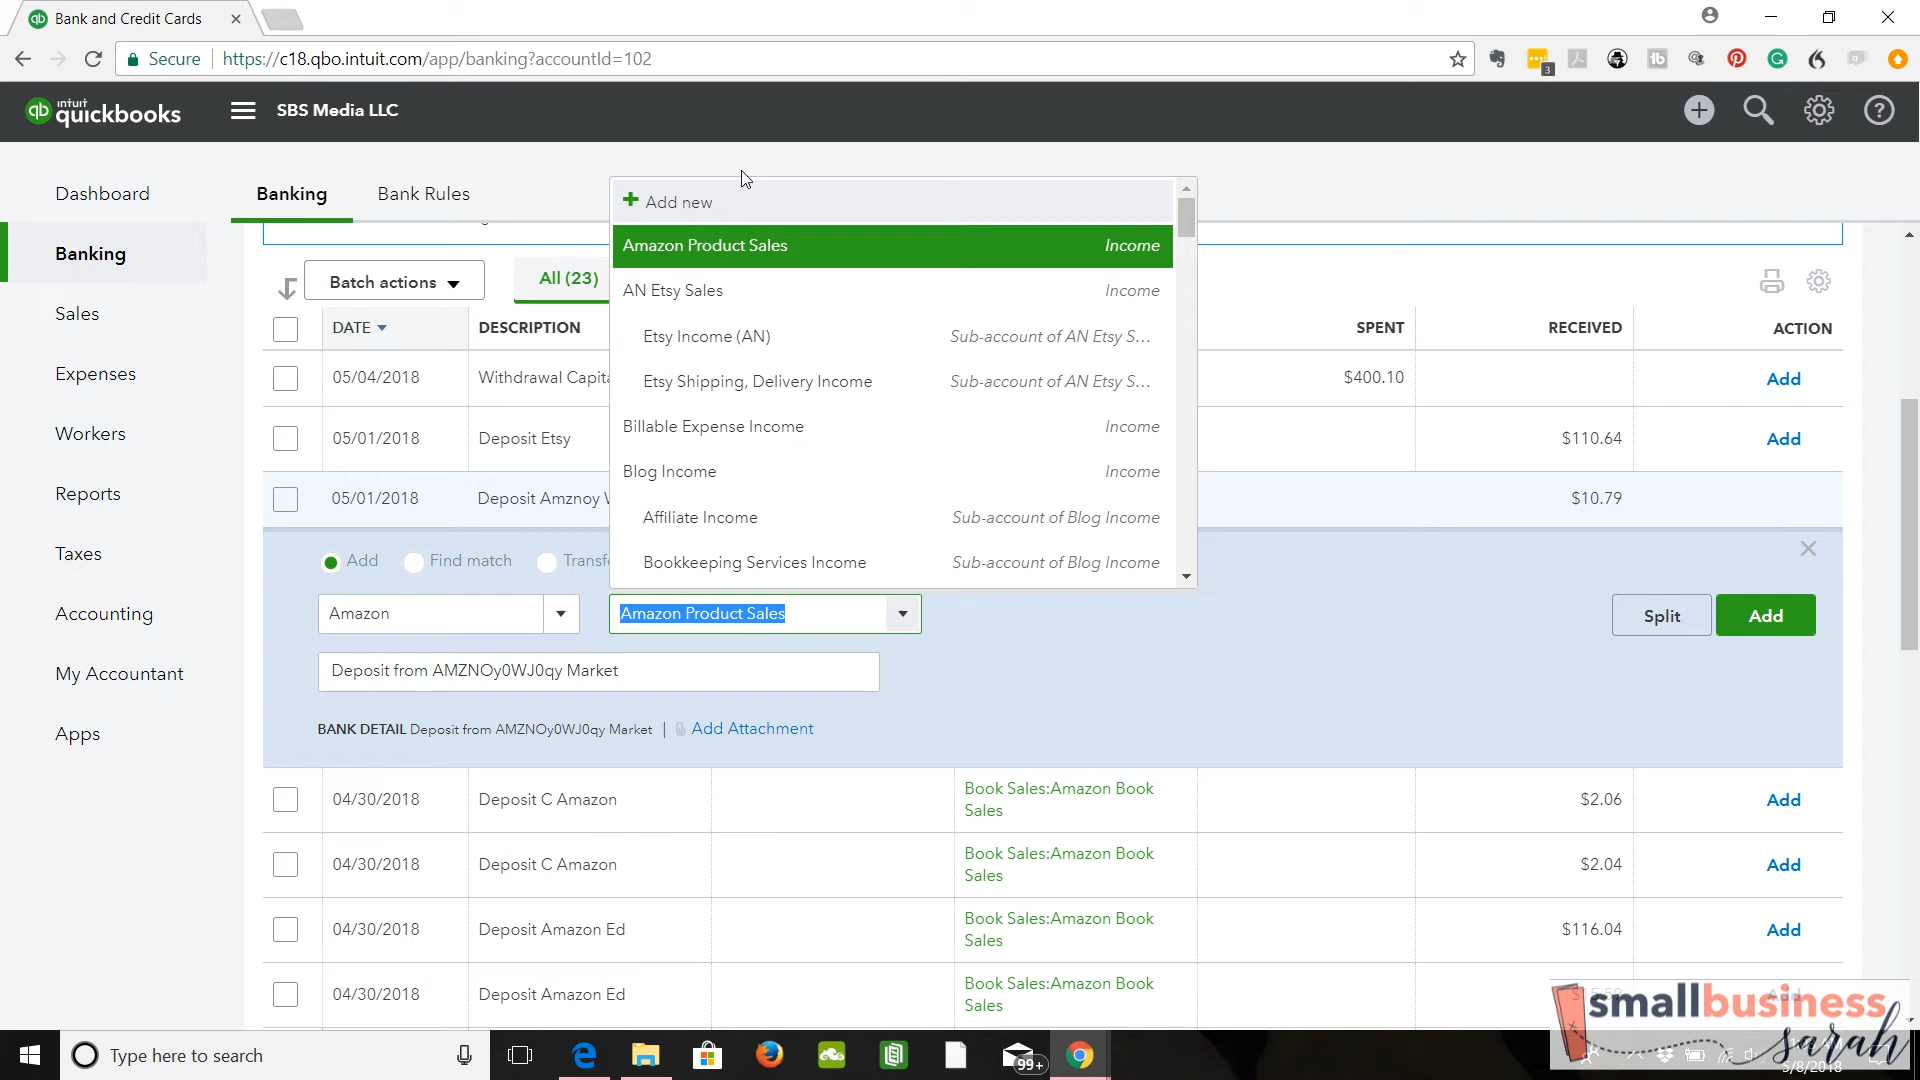 Bank and Credit Cards
Secure
https://c18.qbo.intuit.com/app/banking?accountId=102
3
qb
intuit
quickbooks
SBS Media LLC
Dashboard
Banking
Sales
Expenses
Workers
Reports
Taxes
Accounting
My Accountant
Apps
Banking
Bank Rules
Batch actions
All (23)
Add new
Amazon Product Sales Income
AN Etsy Sales Income
Etsy Income (AN) Sub-account of AN Etsy S...
Etsy Shipping, Delivery Income Sub-account of AN Etsy S...
Billable Expense Income Income
Blog Income Income
Affiliate Income Sub-account of Blog Income
Bookkeeping Services Income Sub-account of Blog Income
DATE DESCRIPTION SPENT RECEIVED ACTION
05/04/2018 Withdrawal Capita $400.10 Add
05/01/2018 Deposit Etsy $110.64 Add
05/01/2018 Deposit Amznoy $10.79
Add Find match Transf
Amazon
Amazon Product Sales
Split
Add
Deposit from AMZNOy0WJ0qy Market
BANK DETAIL Deposit from AMZNOy0WJ0qy Market | Add Attachment
04/30/2018 Deposit C Amazon Book Sales:Amazon Book $2.06 Add
Sales
04/30/2018 Deposit C Amazon Book Sales:Amazon Book $2.04 Add
Sales
04/30/2018 Deposit Amazon Ed Book Sales:Amazon Book $116.04 Add
Sales
04/30/2018 Deposit Amazon Ed Book Sales:Amazon Book
Sales
smallbusiness
sarah
Type here to search
99+
5/8/2018